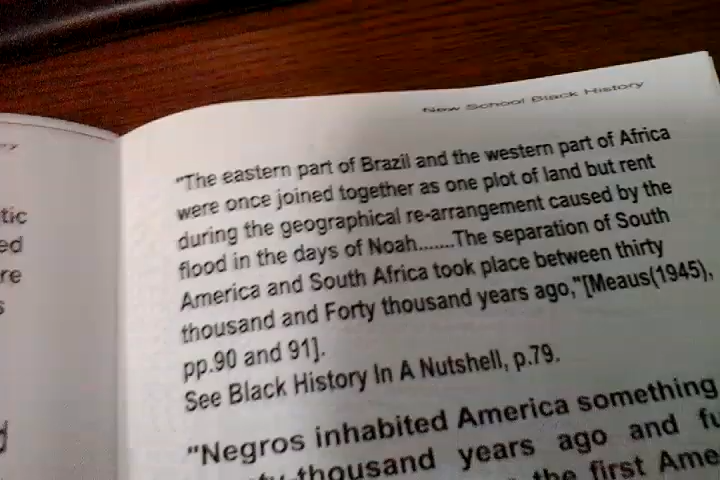 New School Black History
"The eastern part of Brazil and the western part of Africa
were once joined together as one plot of land but rent
during the geographical re-arrangement caused by the
flood in the days of Noah.......The separation of South
America and South Africa took place between thirty
thousand and Forty thousand years ago,"[Meaus(1945),
pp.90 and 91].
See Black History In A Nutshell, p.79.
"Negros inhabited America something
thousand years ago and
the first